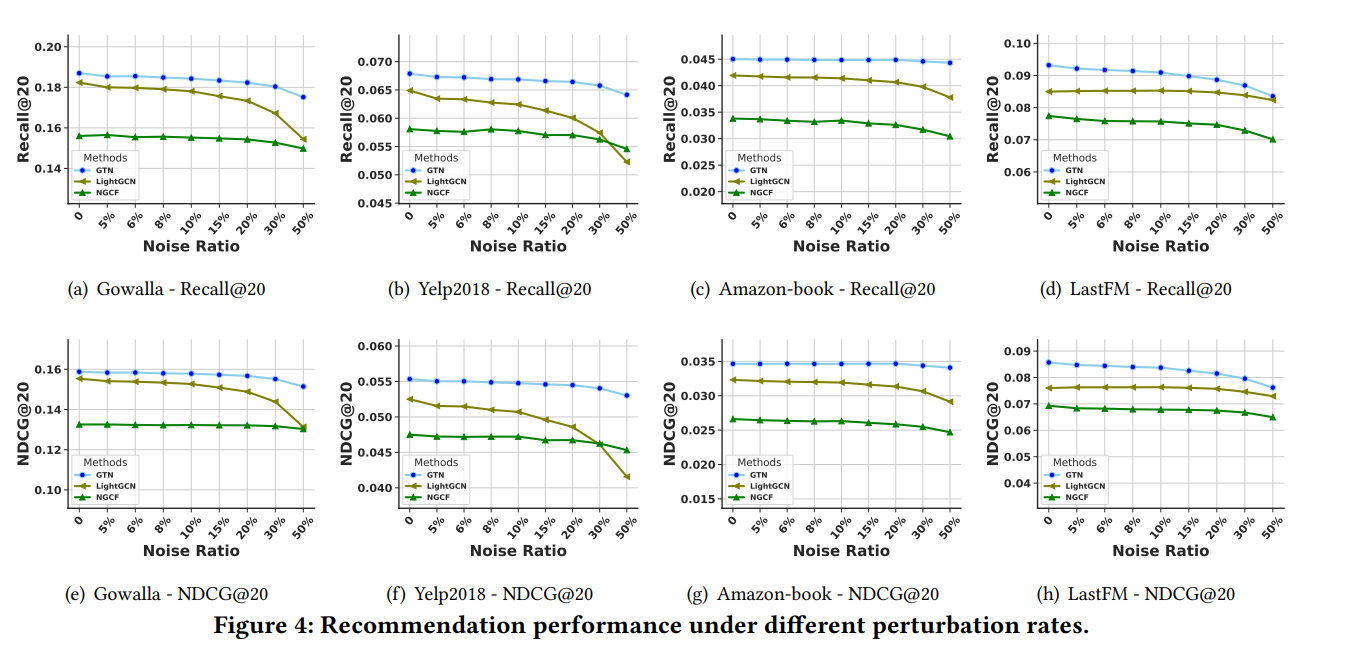 0.20
0.18
0.16
0.14
Recall@20
Methods
GTN
LightGCN
NGCF
0 5% 6% 8% 10% 15% 20% 30% 50%
Noise Ratio
(a) Gowalla - Recall@20
0.070
0.065
0.060
0.055
0.050
0.045
Recall@20
Methods
GTN
LightGCN
NGCF
0 5% 6% 8% 10% 15% 20% 30% 50%
Noise Ratio
(b) Yelp2018 - Recall@20
0.045
0.040
0.035
0.030
0.025
0.020
Recall@20
Methods
GTN
LightGCN
NGCF
0 5% 6% 8% 10% 15% 20% 30% 50%
Noise Ratio
(c) Amazon-book - Recall@20
0.10
0.09
0.08
0.07
0.06
Recall@20
Methods
GTN
LightGCN
NGCF
0 5% 6% 8% 10% 15% 20% 30% 50%
Noise Ratio
(d) LastFM - Recall@20
0.16
0.14
0.12
0.10
NDCG@20
Methods
GTN
LightGCN
NGCF
0 5% 6% 8% 10% 15% 20% 30% 50%
Noise Ratio
(e) Gowalla - NDCG@20
0.060
0.055
0.050
0.045
0.040
NDCG@20
Methods
GTN
LightGCN
NGCF
0 5% 6% 8% 10% 15% 20% 30% 50%
Noise Ratio
(f) Yelp2018 - NDCG@20
0.035
0.030
0.025
0.020
0.015
NDCG@20
Methods
GTN
LightGCN
NGCF
0 5% 6% 8% 10% 15% 20% 30% 50%
Noise Ratio
(g) Amazon-book - NDCG@20
0.09
0.08
0.07
0.06
0.05
0.04
NDCG@20
Methods
GTN
LightGCN
NGCF
0 5% 6% 8% 10% 15% 20% 30% 50%
Noise Ratio
(h) LastFM - NDCG@20
Figure 4: Recommendation performance under different perturbation rates.